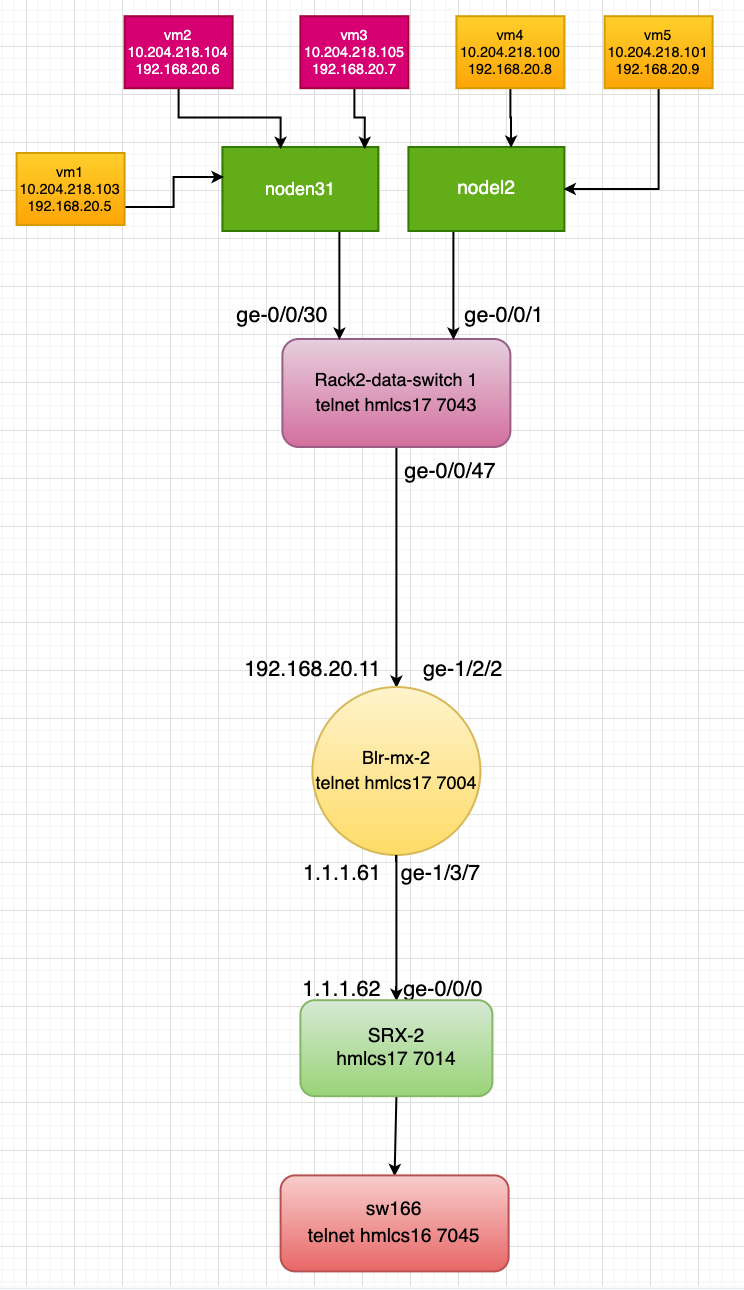 vm2
10.204.218.104
192.168.20.6
vm3
10.204.218.105
192.168.20.7
vm4
10.204.218.100
192.168.20.8
vm5
10.204.218.101
192.168.20.9
vm1
10.204.218.103
192.168.20.5
noden31
nodel2
ge-0/0/30
ge-0/0/1
Rack2-data-switch 1
telnet hmlcs17 7043
ge-0/0/47
192.168.20.11
ge-1/2/2
Blr-mx-2
telnet hmlcs17 7004
1.1.1.61
ge-1/3/7
1.1.1.62
ge-0/0/0
SRX-2
hmlcs17 7014
sw166
telnet hmlcs16 7045